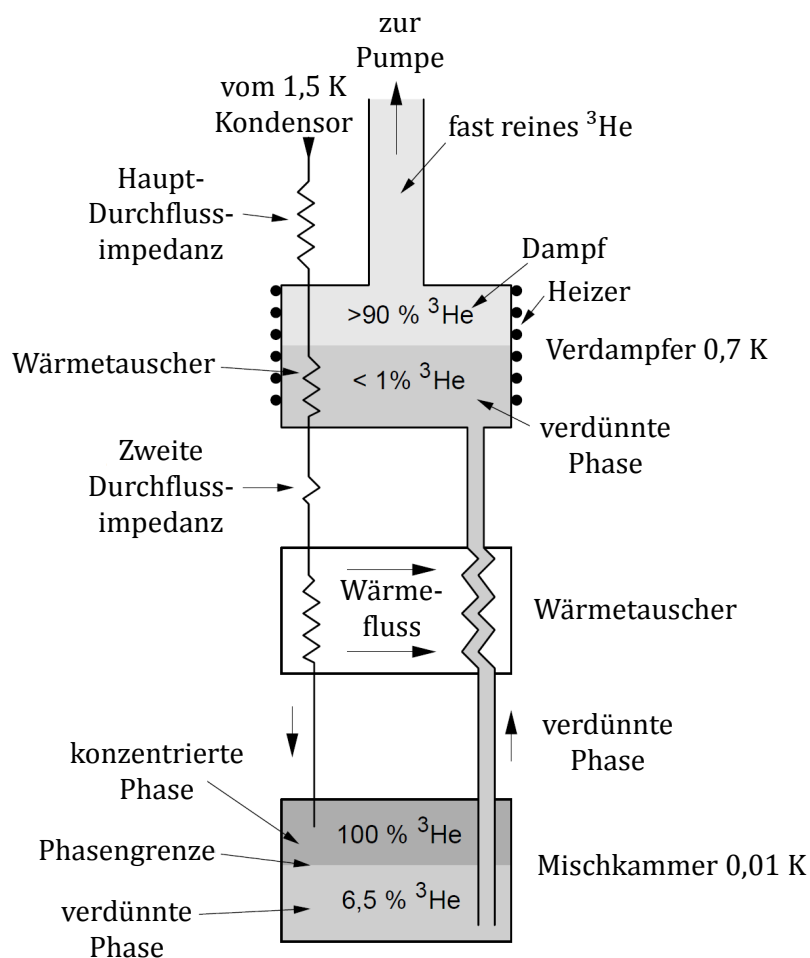 zur
Pumpe
vom 1,5 K
Kondensor
fast reines ³He
Haupt-
Durchfluss-
impedanz
Dampf
Heizer
>90 % ³He
Verdampfer 0,7 K
Wärmetauscher
< 1% ³He
verdünnte
Phase
Zweite
Durchfluss-
impedanz
Wärme-
fluss
Wärmetauscher
verdünnte
Phase
konzentrierte
Phase
100 % ³He
Phasengrenze
Mischkammer 0,01 K
6,5 % ³He
verdünnte
Phase